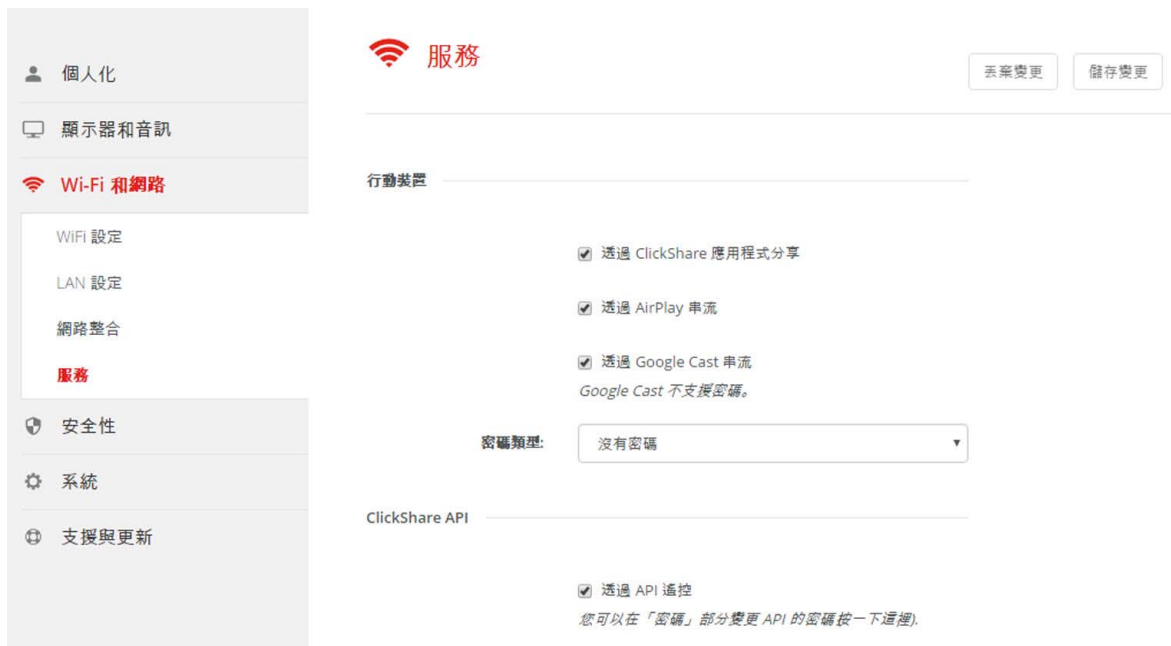 個人化
顯示器和音訊
Wi-Fi 和網路
WiFi 設定
LAN 設定
網路整合
服務
安全性
系統
支援與更新
服務
丟棄變更
儲存變更
行動裝置
透過 ClickShare 應用程式分享
透過 AirPlay 串流
透過 Google Cast 串流
Google Cast 不支援密碼。
密碼類型:
沒有密碼
ClickShare API
透過 API 遙控
您可以在「密碼」部分變更 API 的密碼按一下這裡).